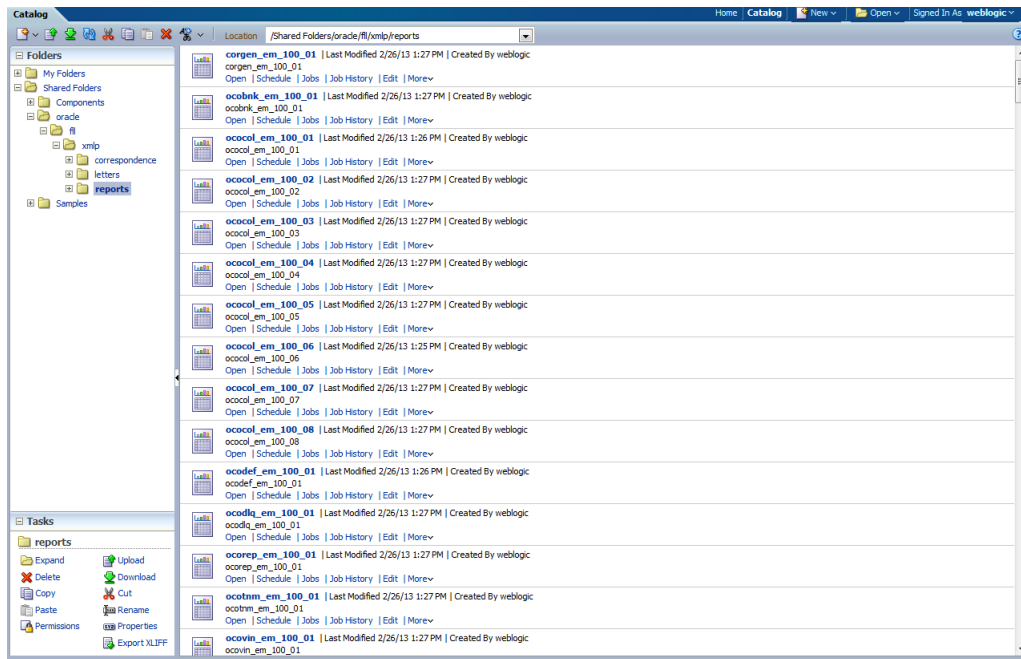 Catalog
Home Catalog New Open Signed In As weblogic
Location /Shared Folders/oracle/fll/xmlp/reports
Folders
My Folders
Shared Folders
Components
oracle
fll
xmlp
correspondence
letters
reports
Samples
Tasks
reports
Expand Upload
Delete Download
Copy Cut
Paste Rename
Permissions Properties
Export XLIFF
corgen_em_100_01 | Last Modified 2/26/13 1:27 PM | Created By weblogic
corgen_em_100_01
Open | Schedule | Jobs | Job History | Edit | More
ocobnk_em_100_01 | Last Modified 2/26/13 1:27 PM | Created By weblogic
ocobnk_em_100_01
Open | Schedule | Jobs | Job History | Edit | More
ococol_em_100_01 | Last Modified 2/26/13 1:26 PM | Created By weblogic
ococol_em_100_01
Open | Schedule | Jobs | Job History | Edit | More
ococol_em_100_02 | Last Modified 2/26/13 1:27 PM | Created By weblogic
ococol_em_100_02
Open | Schedule | Jobs | Job History | Edit | More
ococol_em_100_03 | Last Modified 2/26/13 1:27 PM | Created By weblogic
ococol_em_100_03
Open | Schedule | Jobs | Job History | Edit | More
ococol_em_100_04 | Last Modified 2/26/13 1:27 PM | Created By weblogic
ococol_em_100_04
Open | Schedule | Jobs | Job History | Edit | More
ococol_em_100_05 | Last Modified 2/26/13 1:27 PM | Created By weblogic
ococol_em_100_05
Open | Schedule | Jobs | Job History | Edit | More
ococol_em_100_06 | Last Modified 2/26/13 1:25 PM | Created By weblogic
ococol_em_100_06
Open | Schedule | Jobs | Job History | Edit | More
ococol_em_100_07 | Last Modified 2/26/13 1:27 PM | Created By weblogic
ococol_em_100_07
Open | Schedule | Jobs | Job History | Edit | More
ococol_em_100_08 | Last Modified 2/26/13 1:27 PM | Created By weblogic
ococol_em_100_08
Open | Schedule | Jobs | Job History | Edit | More
ocodef_em_100_01 | Last Modified 2/26/13 1:26 PM | Created By weblogic
ocodef_em_100_01
Open | Schedule | Jobs | Job History | Edit | More
ocodlq_em_100_01 | Last Modified 2/26/13 1:27 PM | Created By weblogic
ocodlq_em_100_01
Open | Schedule | Jobs | Job History | Edit | More
ocorep_em_100_01 | Last Modified 2/26/13 1:27 PM | Created By weblogic
ocorep_em_100_01
Open | Schedule | Jobs | Job History | Edit | More
ocotnm_em_100_01 | Last Modified 2/26/13 1:27 PM | Created By weblogic
ocotnm_em_100_01
Open | Schedule | Jobs | Job History | Edit | More
ocovin_em_100_01 | Last Modified 2/26/13 1:27 PM | Created By weblogic
ocovin_em_100_01